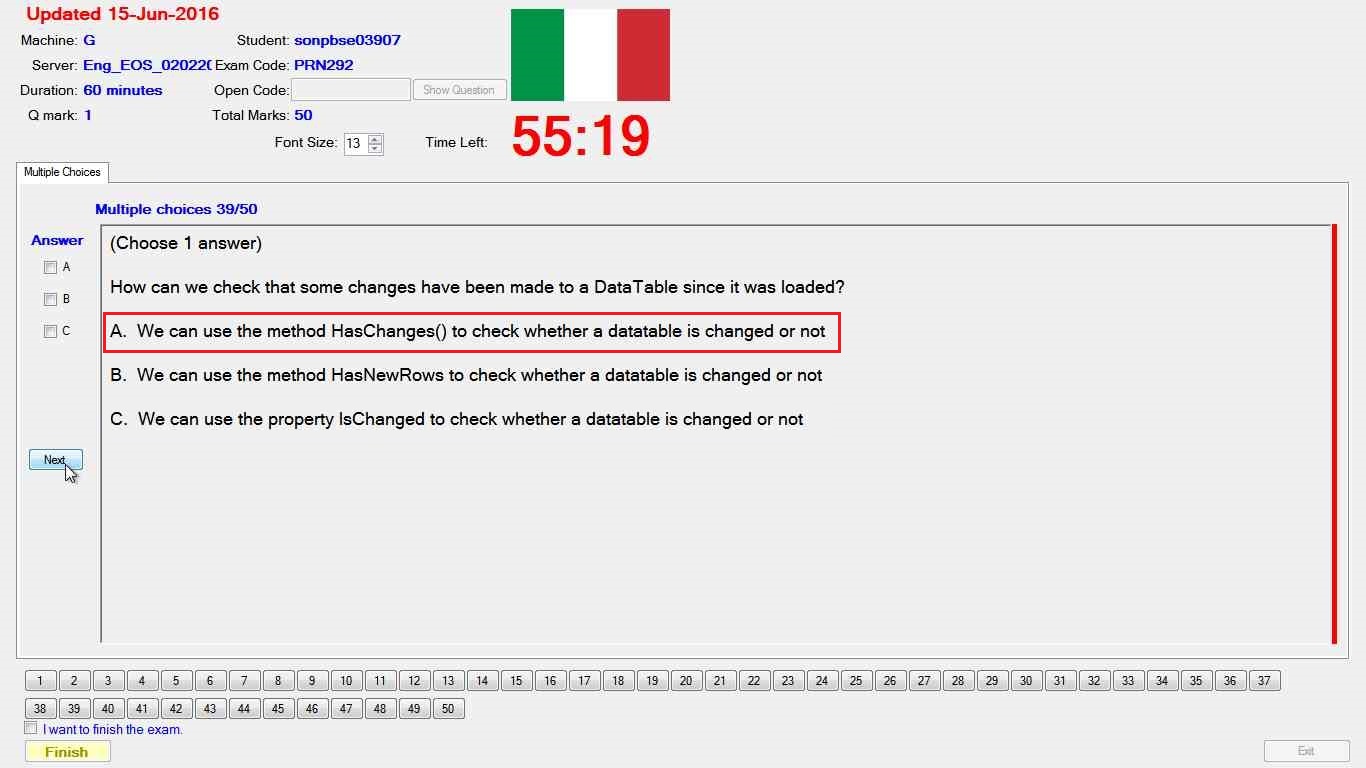 Updated 15-Jun-2016
Machine: G Student: sonpbse03907
Server: Eng_EOS_020220 Exam Code: PRN292
Duration: 60 minutes Open Code: Show Question
Q mark: 1 Total Marks: 50
Font Size: 13 Time Left: 55:19
Multiple Choices
Multiple choices 39/50
Answer
(Choose 1 answer)
A
How can we check that some changes have been made to a DataTable since it was loaded?
B
C
A. We can use the method HasChanges() to check whether a datatable is changed or not
B. We can use the method HasNewRows to check whether a datatable is changed or not
C. We can use the property IsChanged to check whether a datatable is changed or not
Next
1 2 3 4 5 6 7 8 9 10 11 12 13 14 15 16 17 18 19 20 21 22 23 24 25 26 27 28 29 30 31 32 33 34 35 36 37
38 39 40 41 42 43 44 45 46 47 48 49 50
I want to finish the exam.
Finish Exit